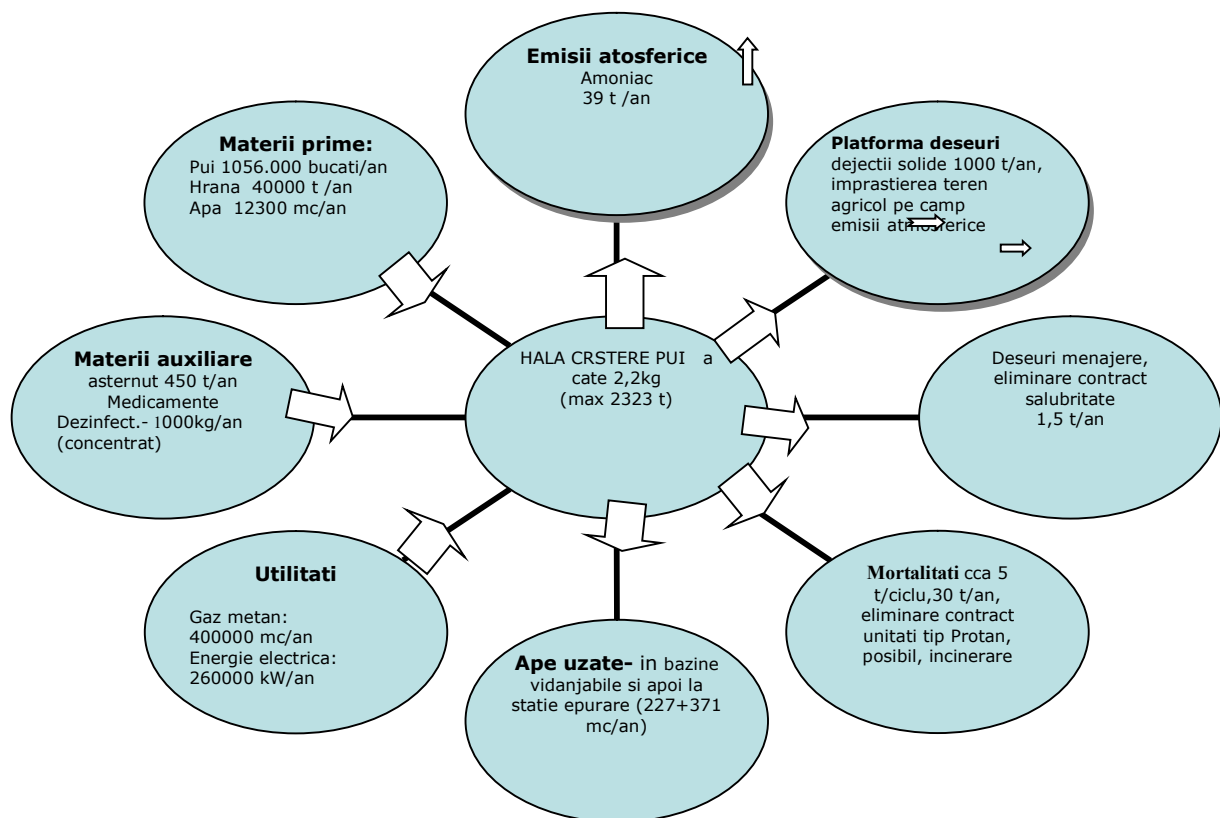 Emisii atosferice
Amoniac
39 t /an
Materii prime:
Pui 1056.000 bucati/an
Hrana 40000 t /an
Apa 12300 mc/an
Platforma deseuri
dejectii solide 1000 t/an,
imprastierea teren
agricol pe camp
emisii atmosferice
Materii auxiliare
asternut 450 t/an
Medicamente
Dezinfect.- 1000kg/an
(concentrat)
HALA CRSTERE PUI a
cate 2,2kg
(max 2323 t)
Deseuri menajere,
eliminare contract
salubritate
1,5 t/an
Utilitati
Gaz metan:
400000 mc/an
Energie electrica:
260000 kW/an
Ape uzate- in bazine
vidanjabile si apoi la
statie epurare (227+371
mc/an)
Mortalitati cca 5
t/ciclu,30 t/an,
eliminare contract
unitati tip Protan,
posibil, incinerare